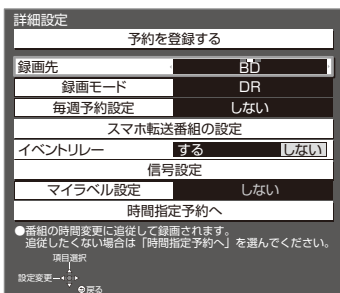 詳細設定
予約を登録する
録画先 BD
録画モード DR
毎週予約設定 しない
スマホ転送番組の設定
イベントリレー する しない
信号設定
マイラベル設定 しない
時間指定予約へ
●番組の時間変更に追従して録画されます。
追従したくない場合は「時間指定予約へ」を選んでください。
項目選択
設定変更
戻る